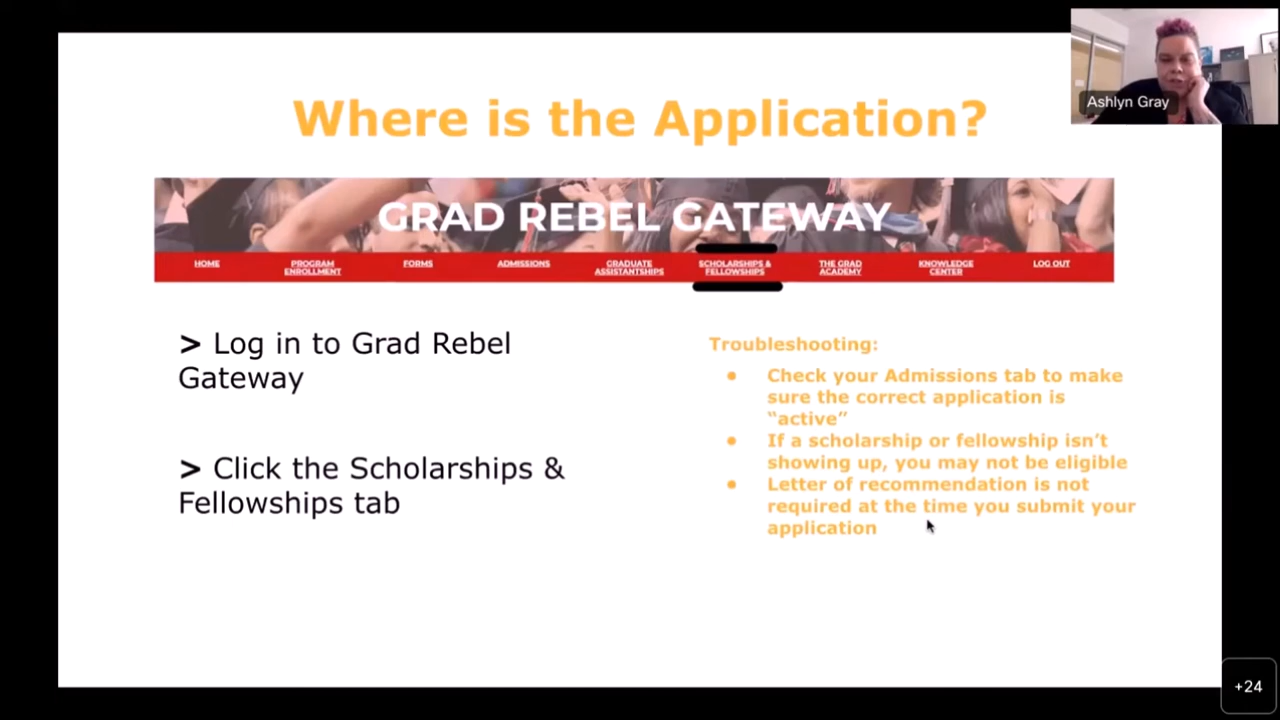 Ashlyn Gray
Where is the Application?
GRAD REBEL GATEWAY
HOME
PROGRAM
ENROLLMENT
FORMS
ADMISSIONS
GRADUATE
ASSISTANTSHIPS
SCHOLARSHIPS &
FELLOWSHIPS
THE GRAD
ACADEMY
KNOWLEDGE
CENTER
LOG OUT
> Log in to Grad Rebel
Gateway
> Click the Scholarships &
Fellowships tab
Troubleshooting:
● Check your Admissions tab to make
sure the correct application is
“active”
● If a scholarship or fellowship isn’t
showing up, you may not be eligible
● Letter of recommendation is not
required at the time you submit your
application
+24